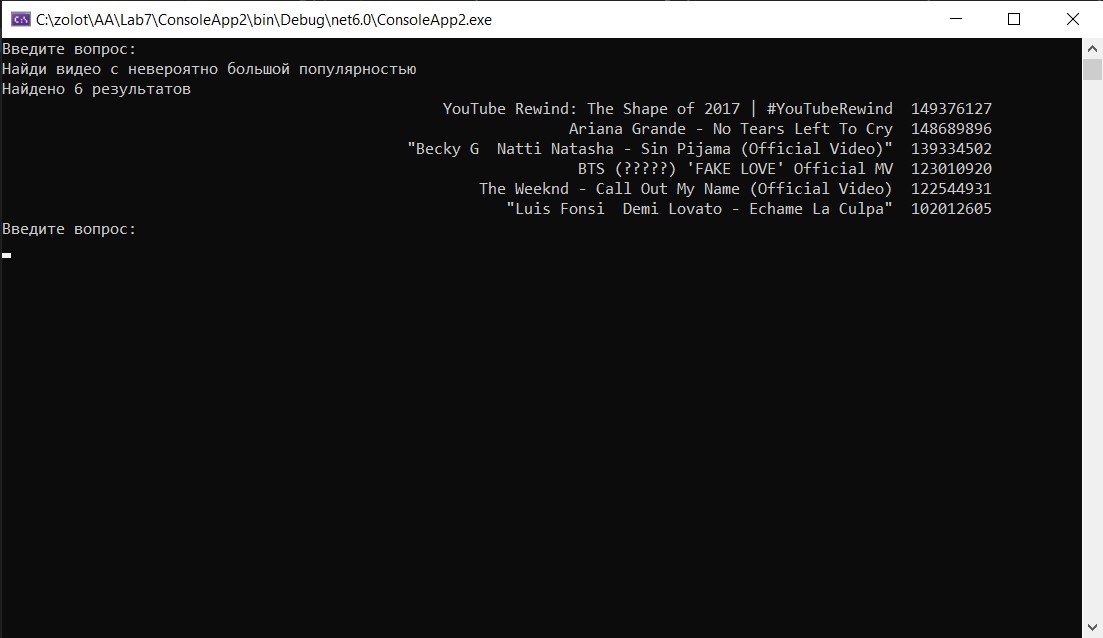 C:\zolot\AA\Lab7\ConsoleApp2\bin\Debug\net6.0\ConsoleApp2.exe
Введите вопрос:
Найди видео с невероятно большой популярностью
Найдено 6 результатов
YouTube Rewind: The Shape of 2017 | #YouTubeRewind 149376127
Ariana Grande - No Tears Left To Cry 148689896
"Becky G  Natti Natasha - Sin Pijama (Official Video)" 139334502
BTS (?????) 'FAKE LOVE' Official MV 123010920
The Weeknd - Call Out My Name (Official Video) 122544931
"Luis Fonsi  Demi Lovato - Echame La Culpa" 102012605
Введите вопрос: